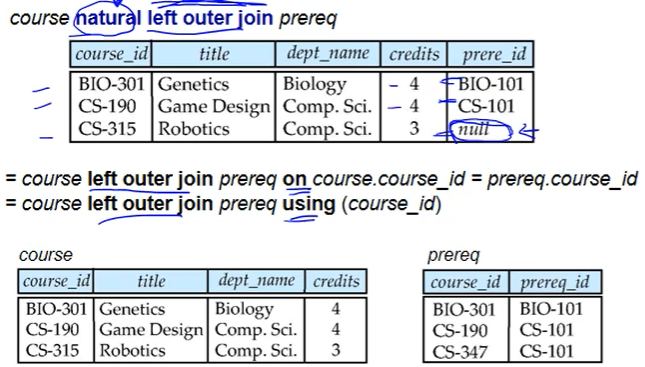 course natural left outer join prereq
course_id title dept_name credits prere_id
BIO-301 Genetics Biology 4 BIO-101
CS-190 Game Design Comp. Sci. 4 CS-101
CS-315 Robotics Comp. Sci. 3 null
= course left outer join prereq on course.course_id = prereq.course_id
= course left outer join prereq using (course_id)
course
course_id title dept_name credits
BIO-301 Genetics Biology 4
CS-190 Game Design Comp. Sci. 4
CS-315 Robotics Comp. Sci. 3
prereq
course_id prereq_id
BIO-301 BIO-101
CS-190 CS-101
CS-347 CS-101